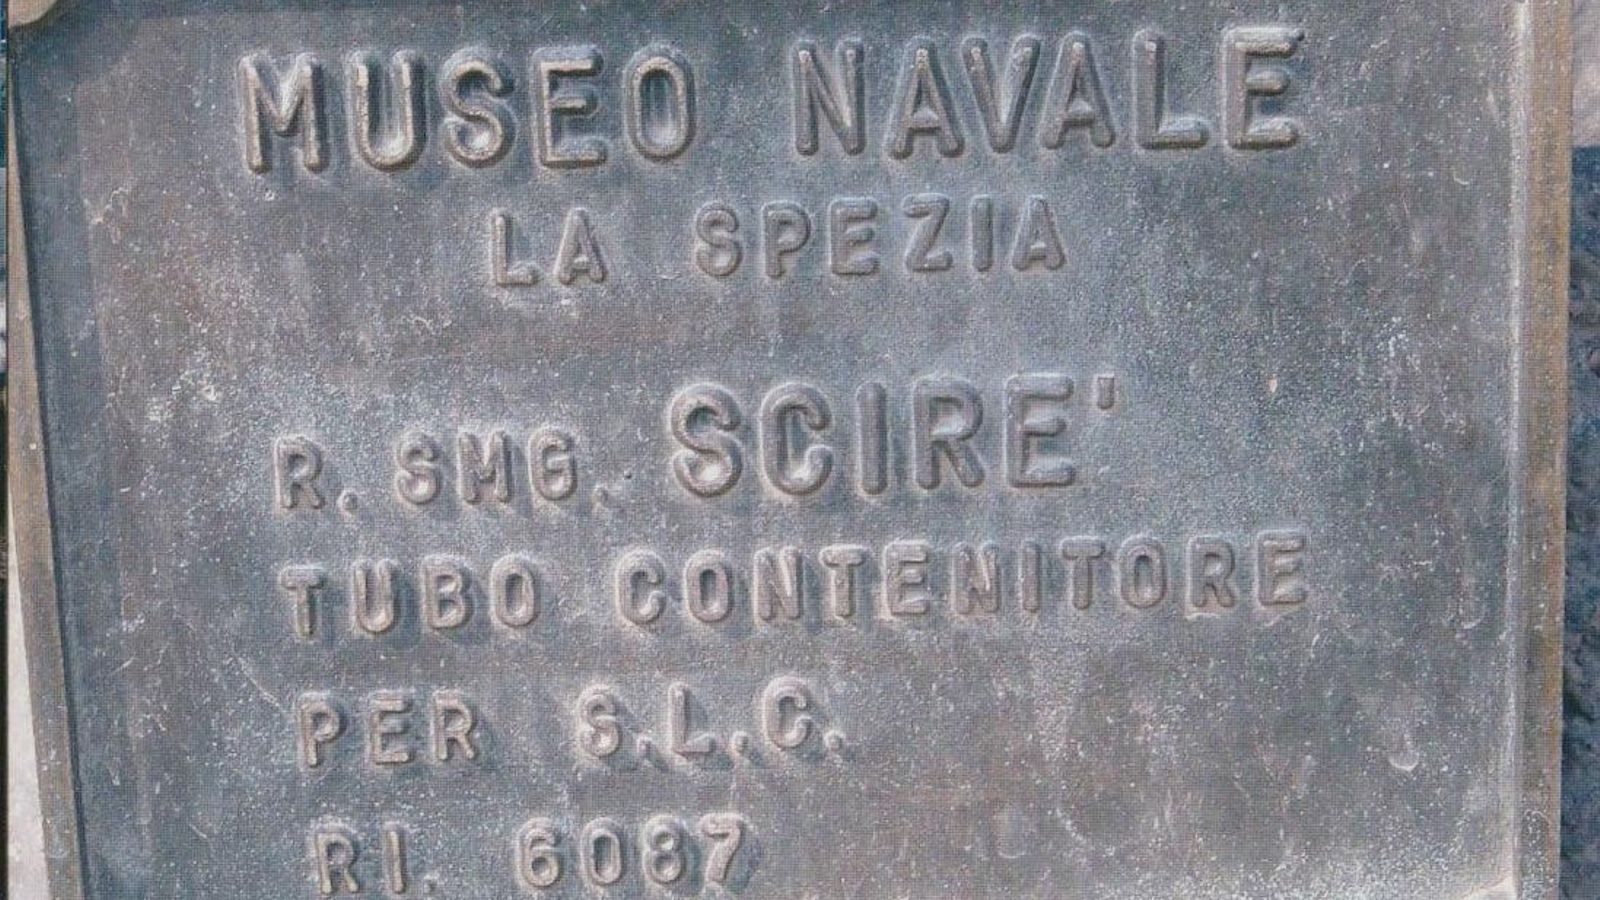 MUSEO NAVALE
LA SPEZIA
R. SMG. SCIRE'
TUBO CONTENITORE
PER S.L.C.
RI. 6087